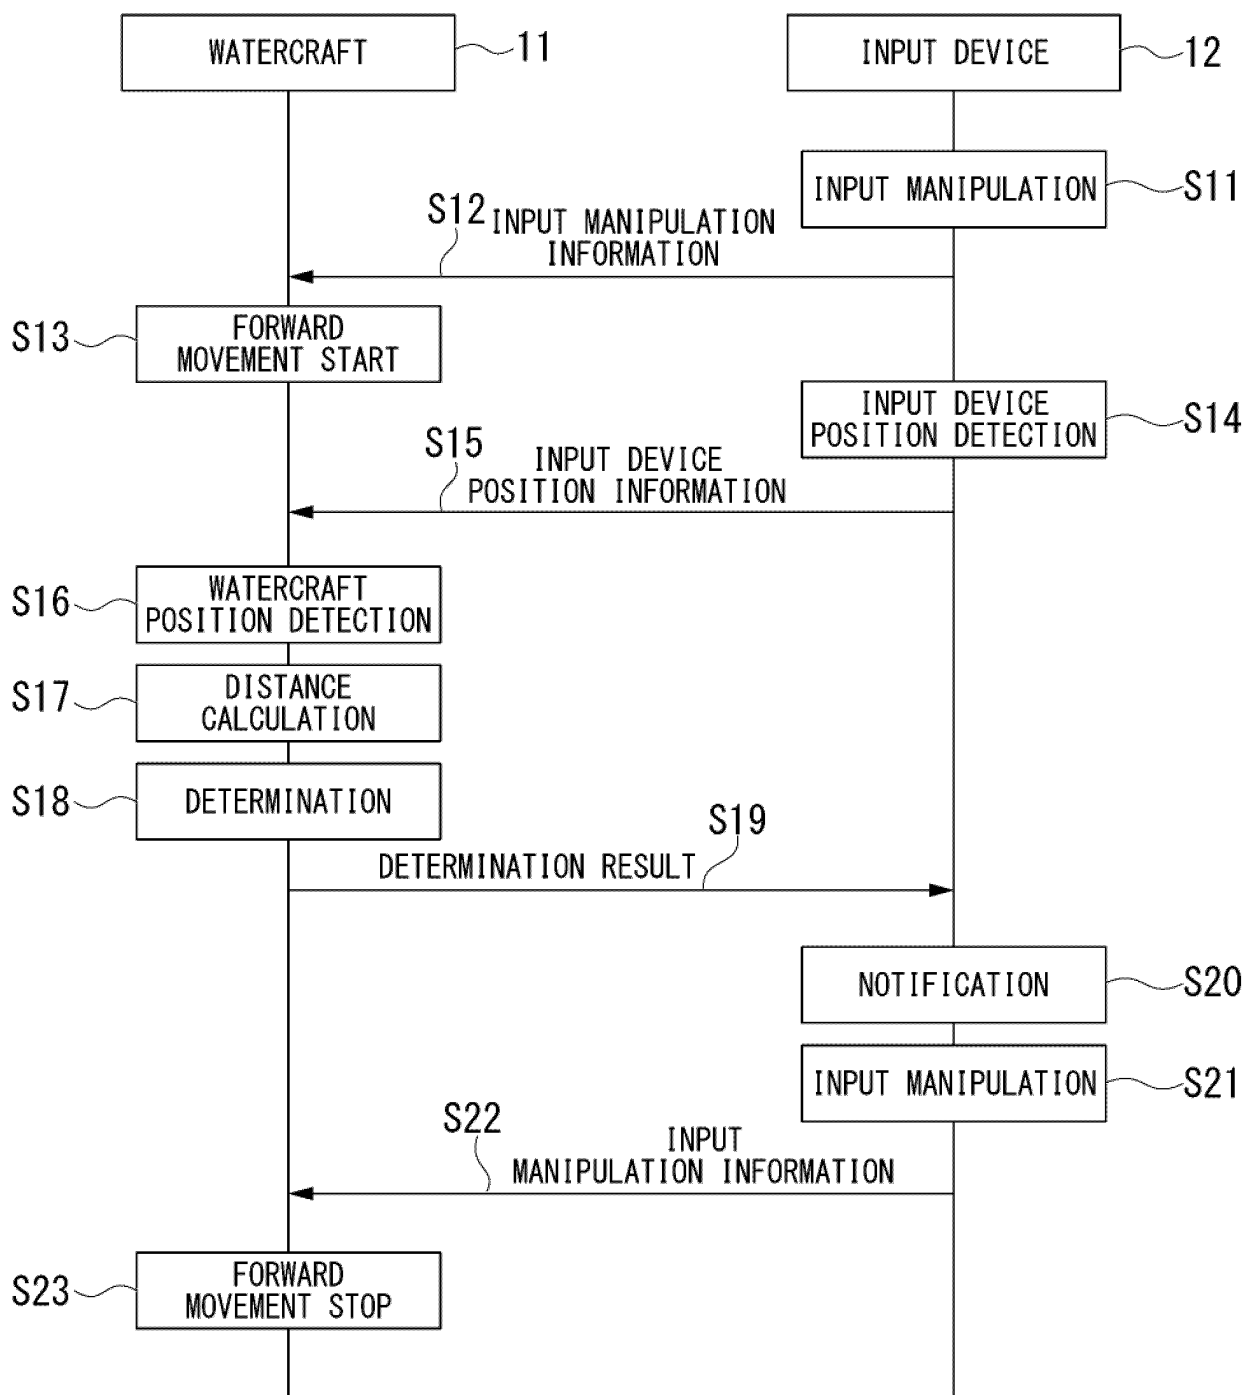 WATERCRAFT
11
INPUT DEVICE
12
INPUT MANIPULATION
S11
S12
INPUT MANIPULATION
INFORMATION
S13
FORWARD
MOVEMENT START
INPUT DEVICE
POSITION DETECTION
S14
S15
INPUT DEVICE
POSITION INFORMATION
S16
WATERCRAFT
POSITION DETECTION
S17
DISTANCE
CALCULATION
S18
DETERMINATION
S19
DETERMINATION RESULT
NOTIFICATION
S20
INPUT MANIPULATION
S21
S22
INPUT
MANIPULATION INFORMATION
S23
FORWARD
MOVEMENT STOP